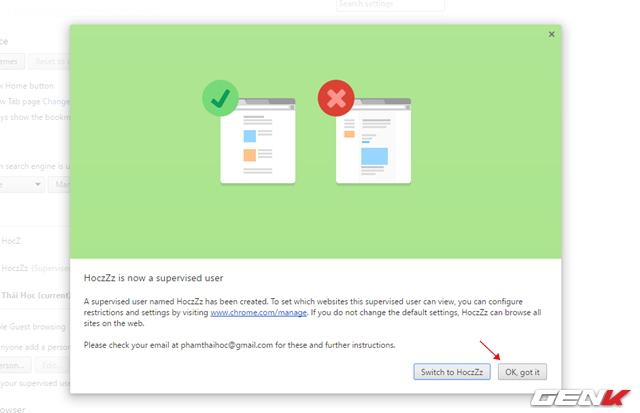 Search settings
ce
emes
Reset to
Home button
w Tab page Change
ys show the bookm
n search engine is u
e
Mar
HocZ
HoczZz (Supervised
Thái Học (current)
le Guest browsing
anyone add a person
erson...
Edit...
your supervised user
rowser
HoczZz is now a supervised user
A supervised user named HoczZz has been created. To set which websites this supervised user can view, you can configure
restrictions and settings by visiting www.chrome.com/manage. If you do not change the default settings, HoczZz can browse all
sites on the web.
Please check your email at phamthaihoc@gmail.com for these and further instructions.
Switch to HoczZz
OK, got it
GENK